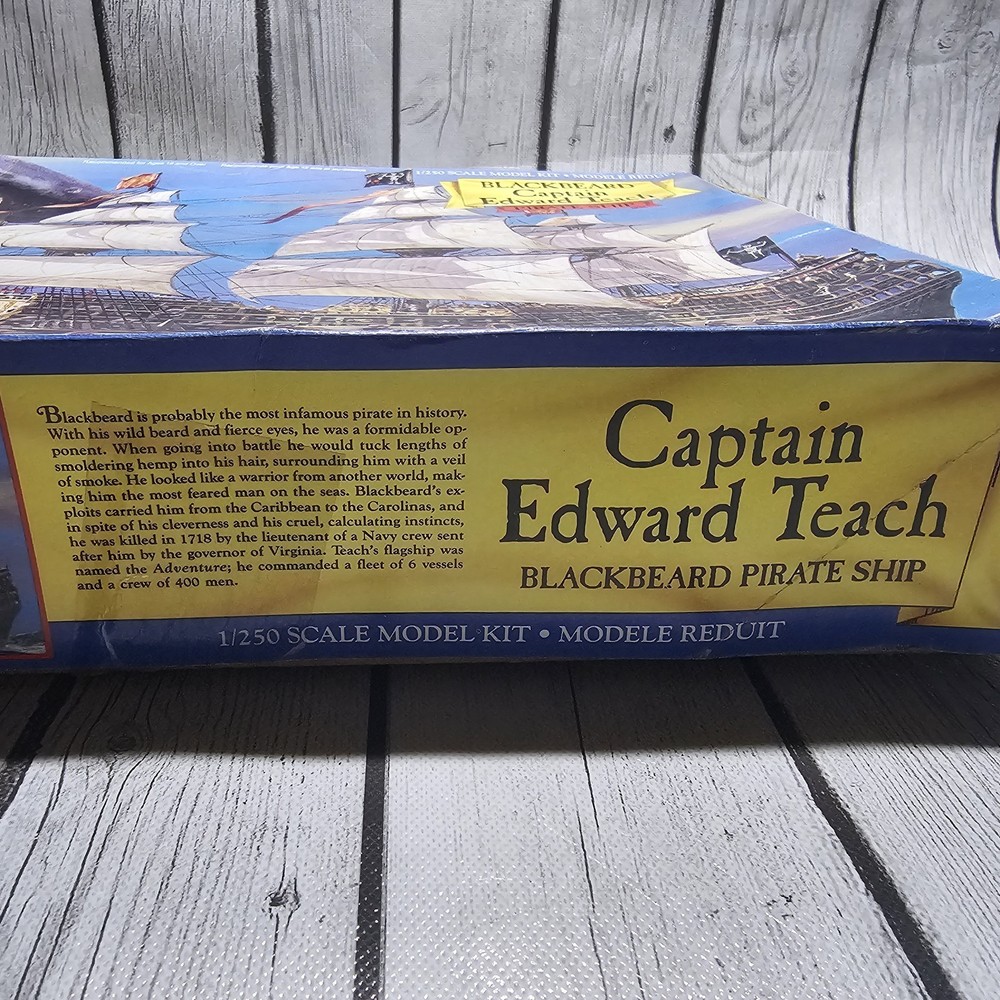 1/250 SCALE MODEL KIT • MODELE REDUIT
BLACKBEARD
Captain
Edward Teach
Blackbeard is probably the most infamous pirate in history.
With his wild beard and fierce eyes, he was a formidable op-
ponent. When going into battle he would tuck lengths of
smoldering hemp into his hair, surrounding him with a veil
of smoke. He looked like a warrior from another world, mak-
ing him the most feared man on the seas. Blackbeard's ex-
ploits carried him from the Caribbean to the Carolinas, and
in spite of his cleverness and his cruel, calculating instincts,
he was killed in 1718 by the lieutenant of a Navy crew sent
after him by the governor of Virginia. Teach's flagship was
named the Adventure; he commanded a fleet of 6 vessels
and a crew of 400 men.
Captain
Edward Teach
BLACKBEARD PIRATE SHIP
1/250 SCALE MODEL KIT • MODELE REDUIT